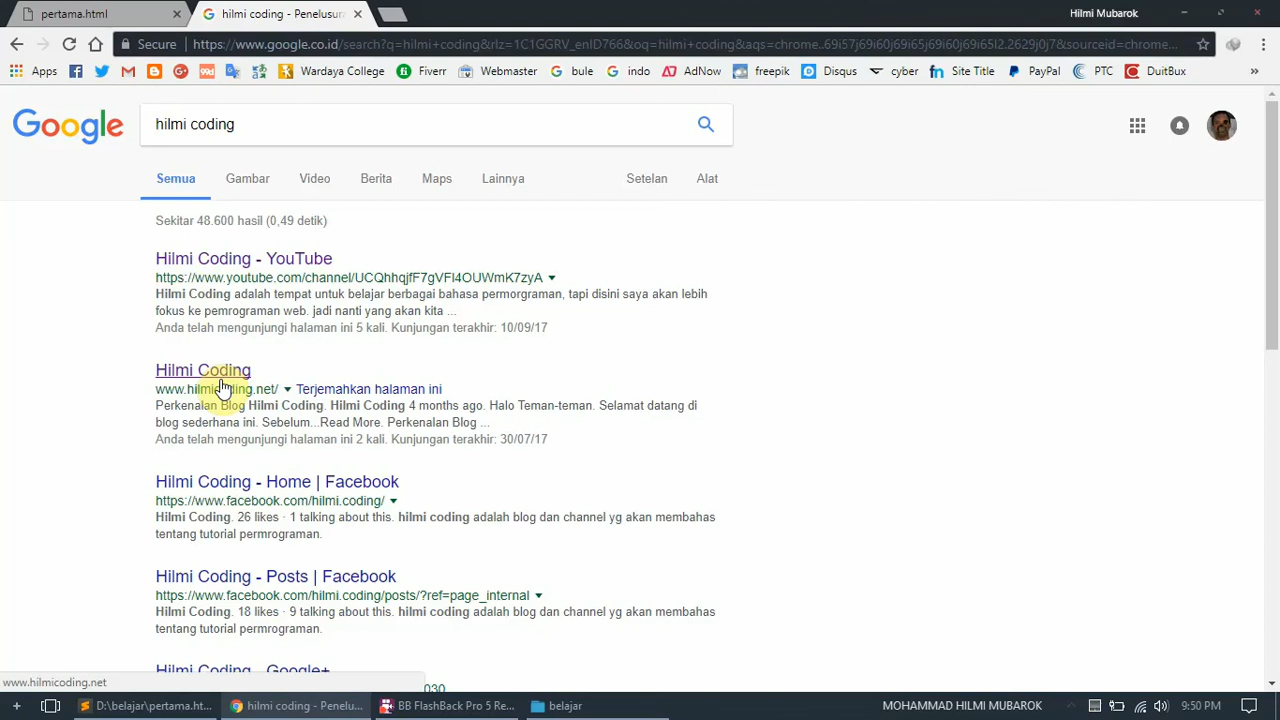 pertama.html
hilmi coding - Penelusur
Hilmi Mubarok
Secure
https://www.google.co.id/search?q=hilmi+coding&rlz=1C1GGRV_enID766&oq=hilmi+coding&aqs=chrome..69i57j69i60j69i65j69i60j69i65l2.2629j0j7&sourceid=chrome...
Apps
Wardaya College
Fiverr
Webmaster
bule
indo
AdNow
freepik
Disqus
cyber
Site Title
PayPal
PTC
DuitBux
Google
hilmi coding
Semua
Gambar
Video
Berita
Maps
Lainnya
Setelan
Alat
Sekitar 48.600 hasil (0,49 detik)
Hilmi Coding - YouTube
https://www.youtube.com/channel/UCQhhqjfF7gVFI4OUWmK7zyA
Hilmi Coding adalah tempat untuk belajar berbagai bahasa permorgraman, tapi disini saya akan lebih
fokus ke pemrograman web. jadi nanti yang akan kita ...
Anda telah mengunjungi halaman ini 5 kali. Kunjungan terakhir: 10/09/17
Hilmi Coding
www.hilmicoding.net/ Terjemahkan halaman ini
Perkenalan Blog Hilmi Coding. Hilmi Coding 4 months ago. Halo Teman-teman. Selamat datang di
blog sederhana ini. Sebelum...Read More. Perkenalan Blog ...
Anda telah mengunjungi halaman ini 2 kali. Kunjungan terakhir: 30/07/17
Hilmi Coding - Home | Facebook
https://www.facebook.com/hilmi.coding/
Hilmi Coding. 26 likes · 1 talking about this. hilmi coding adalah blog dan channel yg akan membahas
tentang tutorial permrograman.
Hilmi Coding - Posts | Facebook
https://www.facebook.com/hilmi.coding/posts/?ref=page_internal
Hilmi Coding. 18 likes · 9 talking about this. hilmi coding adalah blog dan channel yg akan membahas
tentang tutorial permrograman.
Hilmi Coding - Google+
030
www.hilmicoding.net
D:\belajar\pertama.ht...
hilmi coding - Penelu...
BB FlashBack Pro 5 Re...
belajar
MOHAMMAD HILMI MUBAROK
9:50 PM